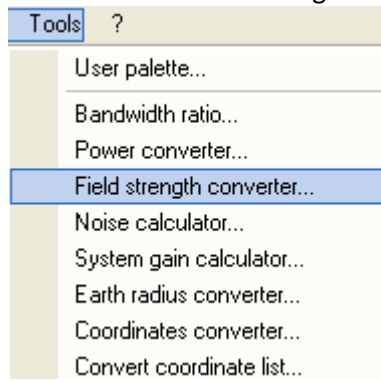 Tools ?
User palette...
Bandwidth ratio...
Power converter...
Field strength converter...
Noise calculator...
System gain calculator...
Earth radius converter...
Coordinates converter...
Convert coordinate list...